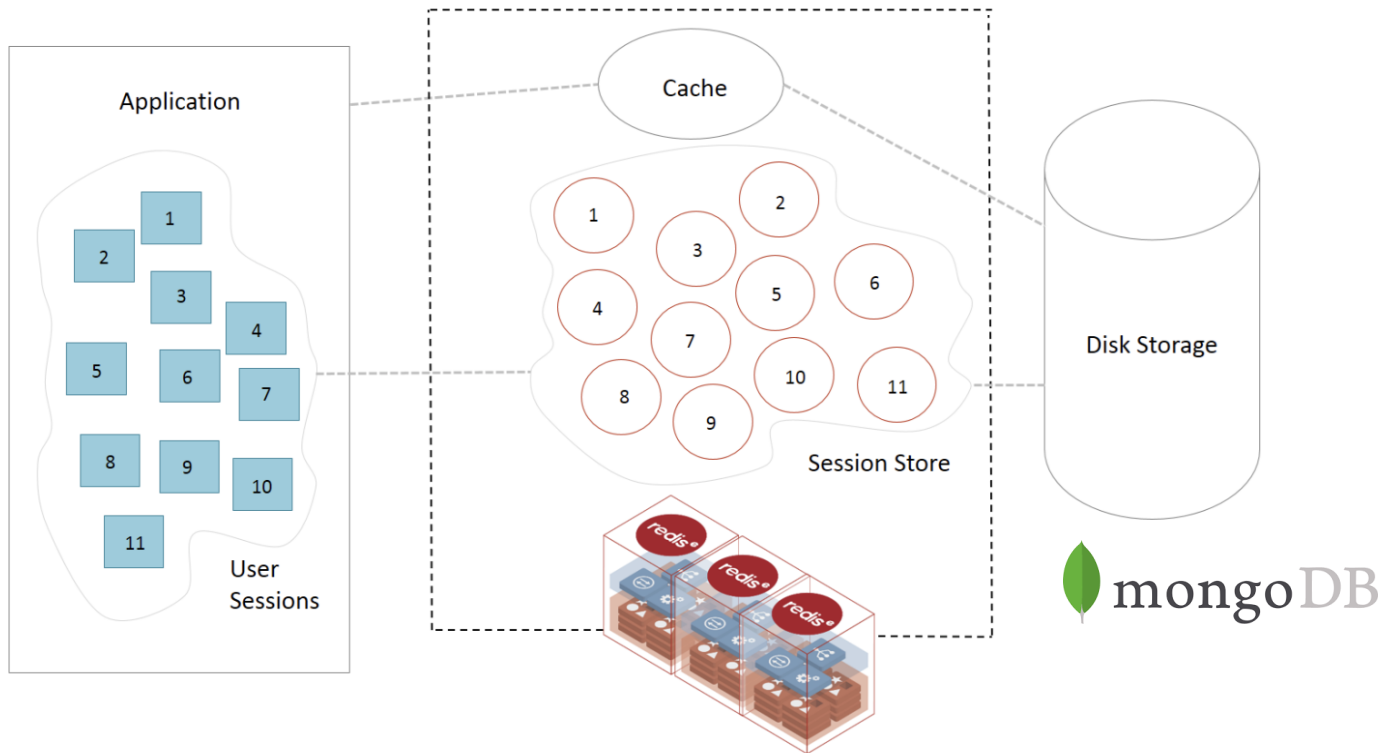 Application
1
2
3
4
5
6
7
8
9
10
11
User
Sessions
Cache
1
2
3
4
5
6
7
8
9
10
11
Session Store
redis
redis
redis
Disk Storage
mongoDB